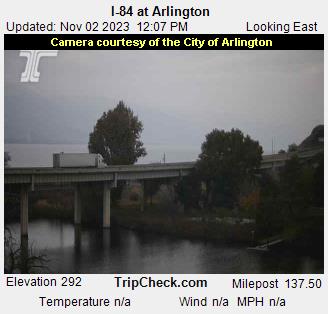 I-84 at Arlington
Updated: Nov 02 2023 12:07 PM Looking East
Camera courtesy of the City of Arlington
Elevation 292 TripCheck.com Milepost 137.50
Temperature n/a Wind n/a MPH n/a